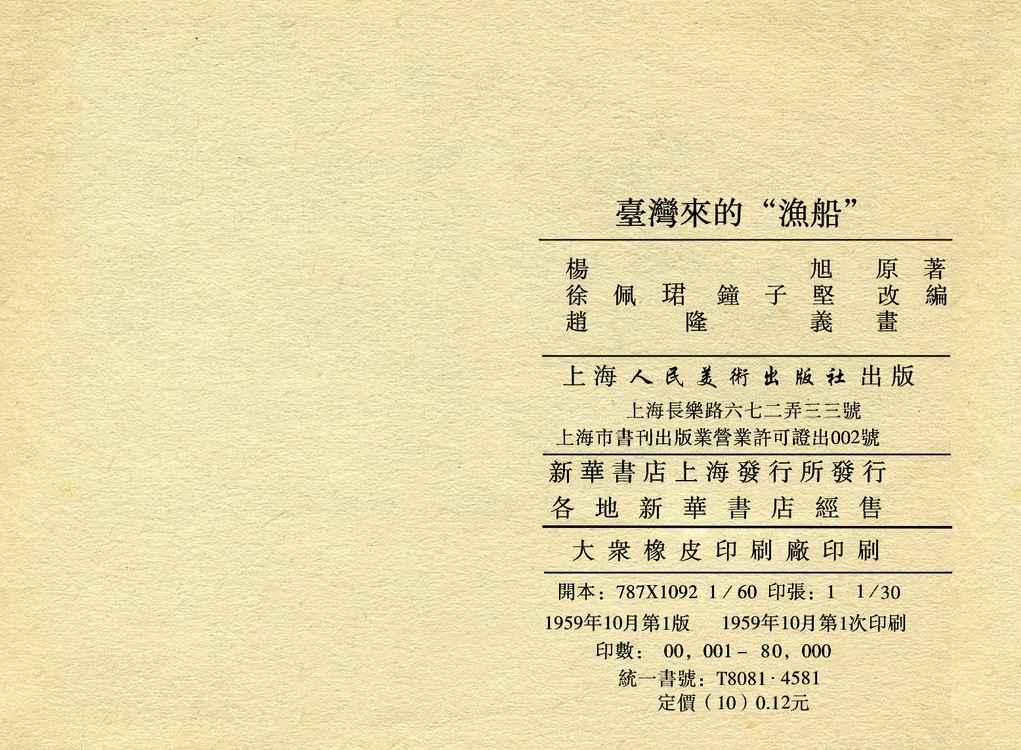 臺灣來的“漁船”
楊 旭 原 著
徐 佩 珺 鐘 子 堅 改 編
趙 隆 義 畫
上海人民美術出版社出版
上海長樂路六七二弄三三號
上海市書刊出版業營業許可證出002號
新華書店上海發行所發行
各地新華書店經售
大衆橡皮印刷廠印刷
開本：787X1092 1/60 印張：1 1/30
1959年10月第1版 1959年10月第1次印刷
印數： 00，001－ 80，000
統一書號：T8081·4581
定價（10）0.12元